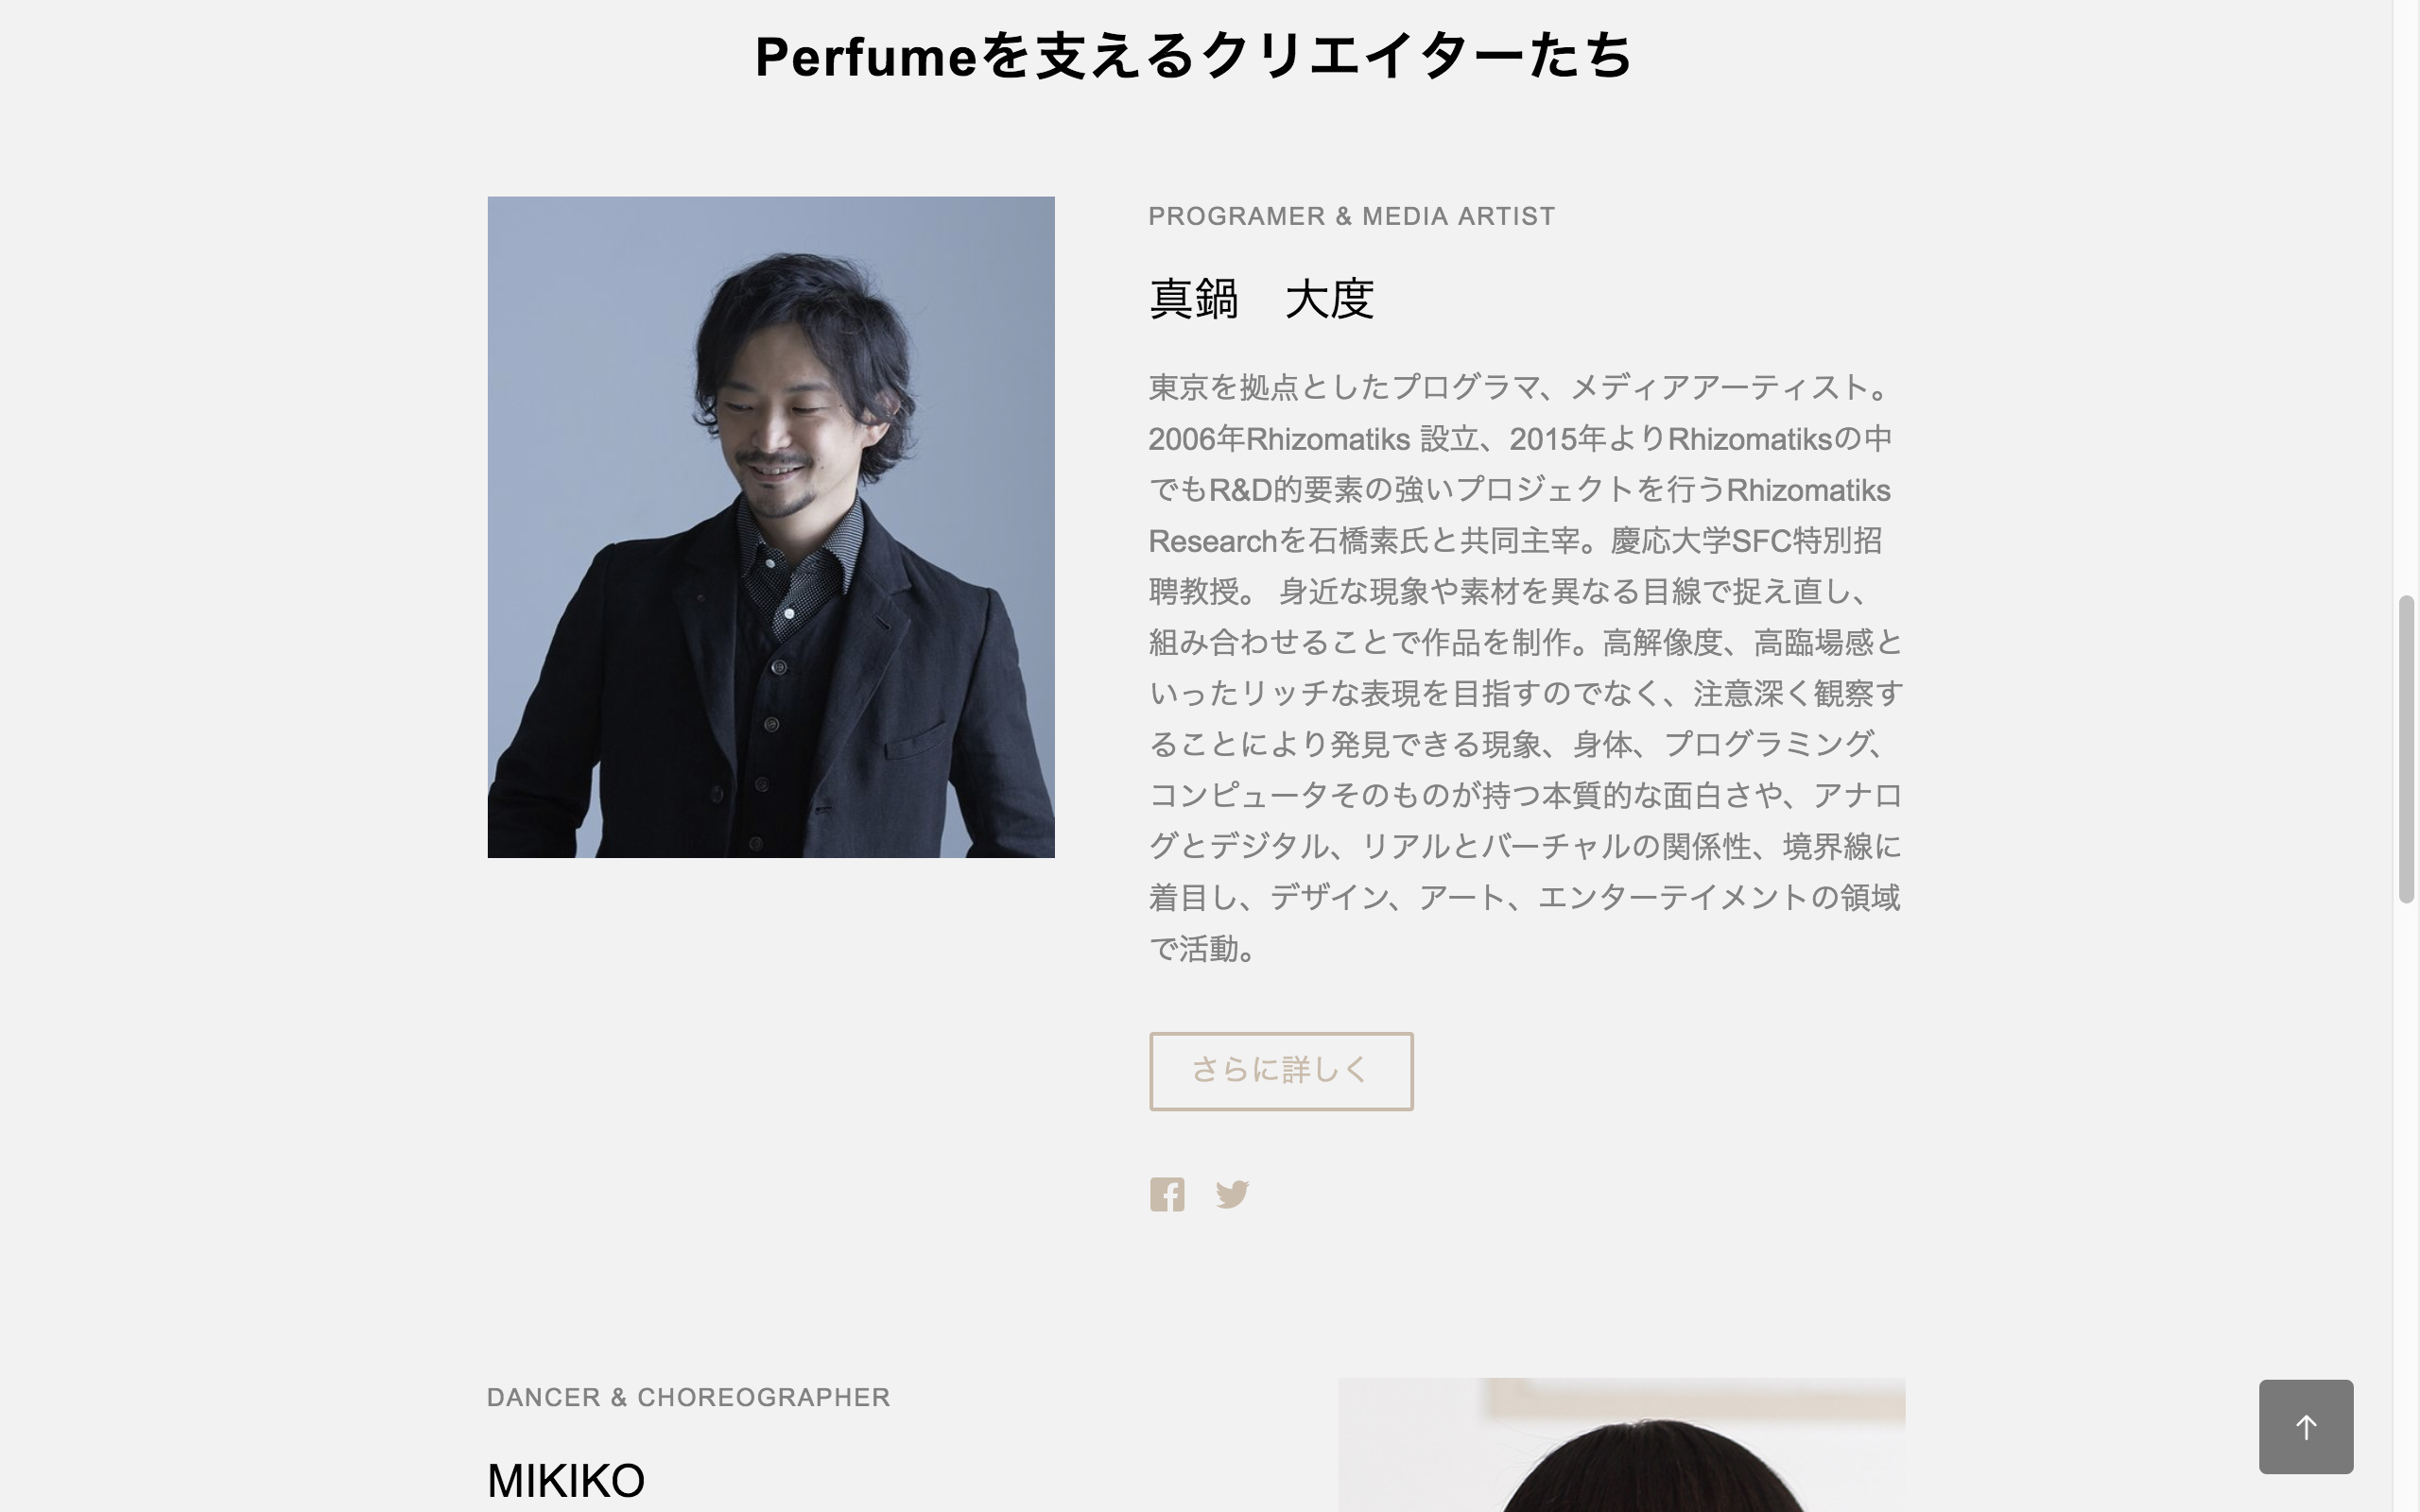 Perfumeを支えるクリエイターたち
PROGRAMER & MEDIA ARTIST
真鍋　大度
東京を拠点としたプログラマ、メディアアーティスト。
2006年Rhizomatiks 設立、2015年よりRhizomatiksの中
でもR&D的要素の強いプロジェクトを行うRhizomatiks
Researchを石橋素氏と共同主宰。慶応大学SFC特別招
聘教授。 身近な現象や素材を異なる目線で捉え直し、
組み合わせることで作品を制作。高解像度、高臨場感と
いったリッチな表現を目指すのでなく、注意深く観察す
ることにより発見できる現象、身体、プログラミング、
コンピュータそのものが持つ本質的な面白さや、アナロ
グとデジタル、リアルとバーチャルの関係性、境界線に
着目し、デザイン、アート、エンターテイメントの領域
で活動。
さらに詳しく
DANCER & CHOREOGRAPHER
MIKIKO